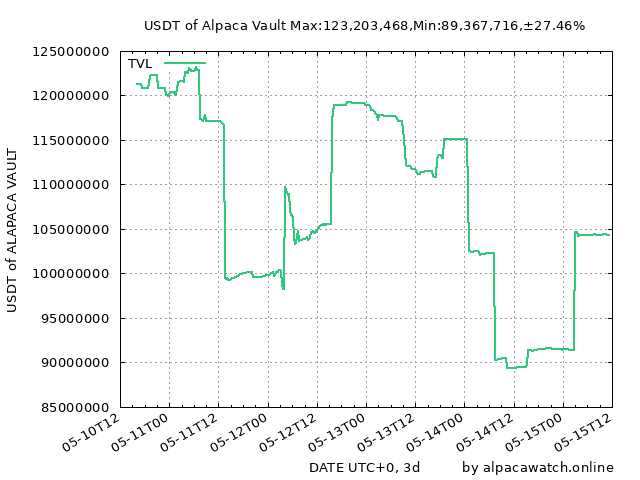 USDT of Alpaca Vault Max:123,203,468,Min:89,367,716,±27.46%
TVL
125000000
120000000
115000000
110000000
105000000
100000000
95000000
90000000
85000000
USDT of ALAPACA VAULT
05-10T12
05-11T00
05-11T12
05-12T00
05-12T12
05-13T00
05-13T12
05-14T00
05-14T12
05-15T00
05-15T12
DATE UTC+0, 3d
by alpacawatch.online